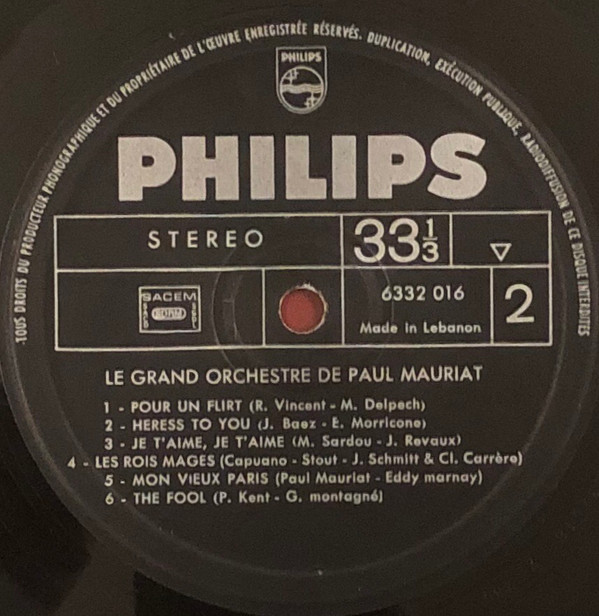 TOUS DROITS DU PRODUCTEUR PHONOGRAPHIQUE ET DU PROPRIÉTAIRE DE L'ŒUVRE ENREGISTRÉE RÉSERVÉS. DUPLICATION, EXÉCUTION PUBLIQUE, RADIODIFFUSION DE CE DISQUE INTERDITES
PHILIPS
PHILIPS
STEREO
33 1/3
▽
SACEM
6332 016
Made in Lebanon
2
LE GRAND ORCHESTRE DE PAUL MAURIAT
1 - POUR UN FLIRT (R. Vincent - M. Delpech)
2 - HERESS TO YOU (J. Baez - E. Morricone)
3 - JE T'AIME, JE T'AIME (M. Sardou - J. Revaux)
4 - LES ROIS MAGES (Capuano - Stout - J. Schmitt & Cl. Carrère)
5 - MON VIEUX PARIS (Paul Mauriat - Eddy marnay)
6 - THE FOOL (P. Kent - G. montagné)